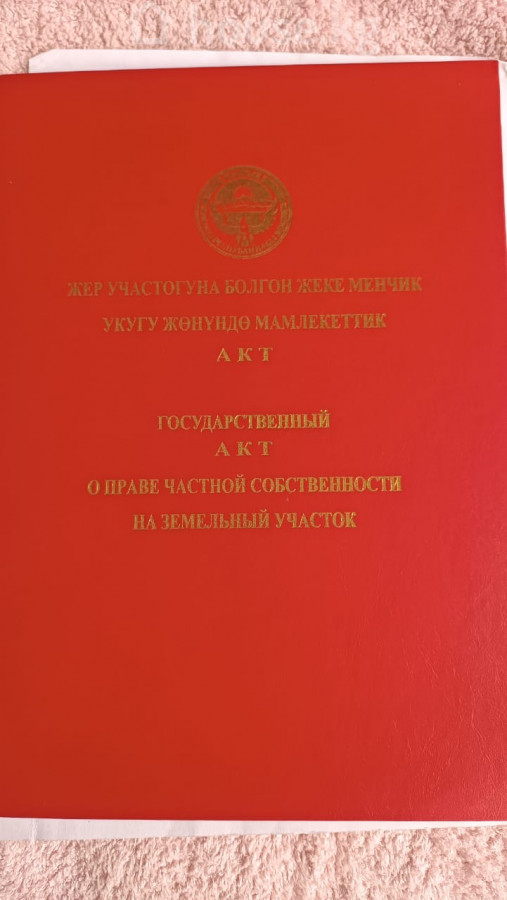 ЖЕР УЧАСТОГУНА БОЛГОН ЖЕКЕ МЕНЧИК
УКУГУ ЖӨНҮНДӨ МАМЛЕКЕТТИК
АКТ
ГОСУДАРСТВЕННЫЙ
АКТ
О ПРАВЕ ЧАСТНОЙ СОБСТВЕННОСТИ
НА ЗЕМЕЛЬНЫЙ УЧАСТОК